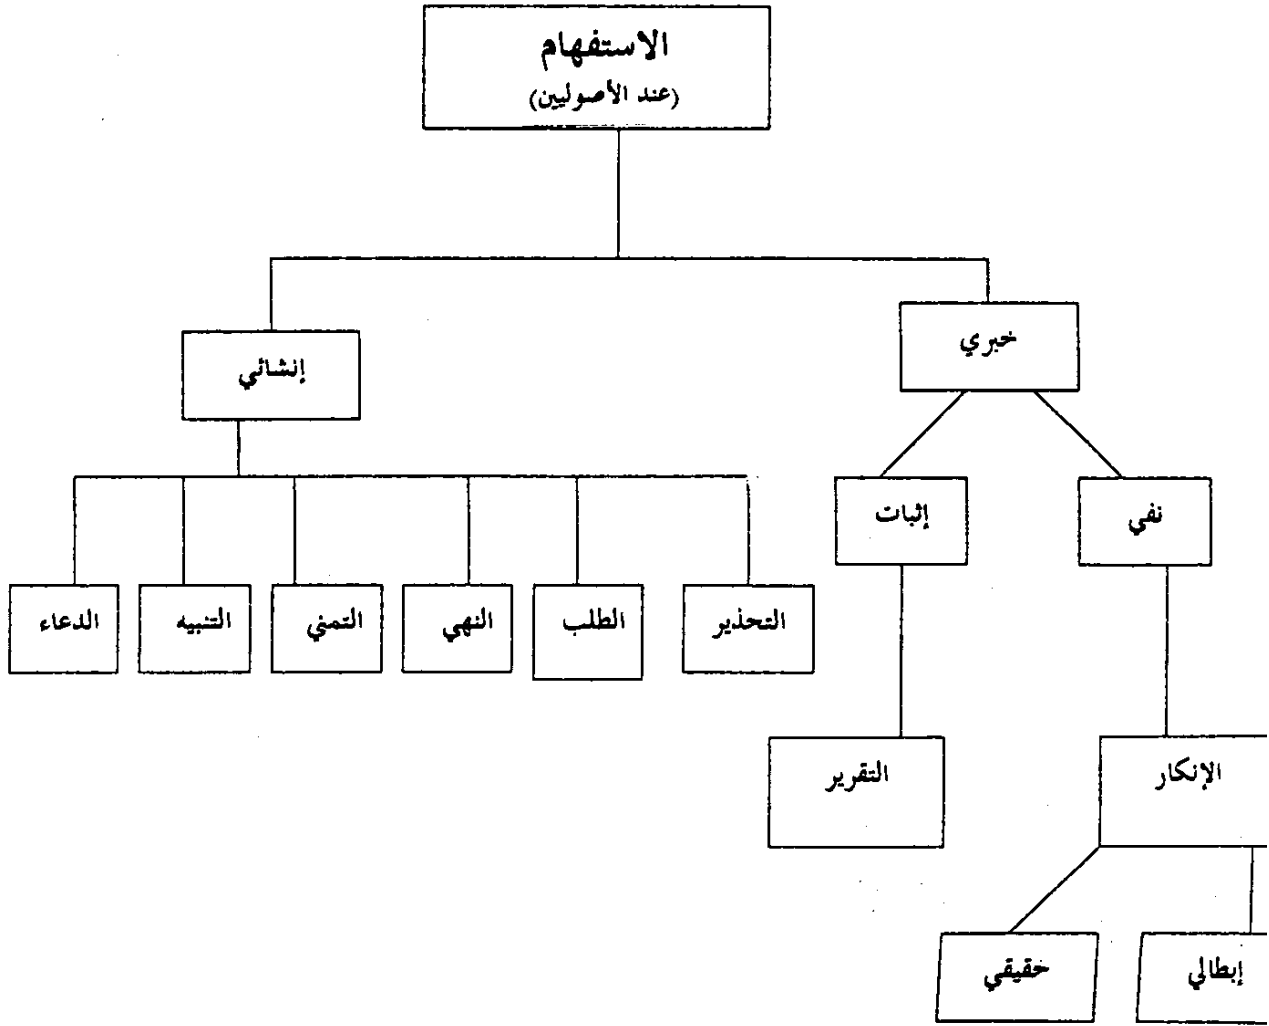 الاستفهام
(عند الأصوليين)
خبري
إنشائي
نفي
إثبات
التحذير
الطلب
النهي
التمني
التنبيه
الدعاء
الإنكار
التقرير
إبطالي
حقيقي